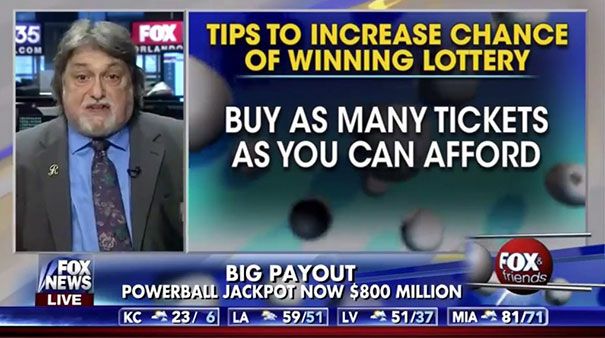 35
.COM
FOX
ORLANDO
TIPS TO INCREASE CHANCE
OF WINNING LOTTERY
BUY AS MANY TICKETS
AS YOU CAN AFFORD
R
FOX
NEWS
LIVE
BIG PAYOUT
POWERBALL JACKPOT NOW $800 MILLION
FOX &
friends
KC 23/ 6 LA 59/51 LV 51/37 MIA 81/71